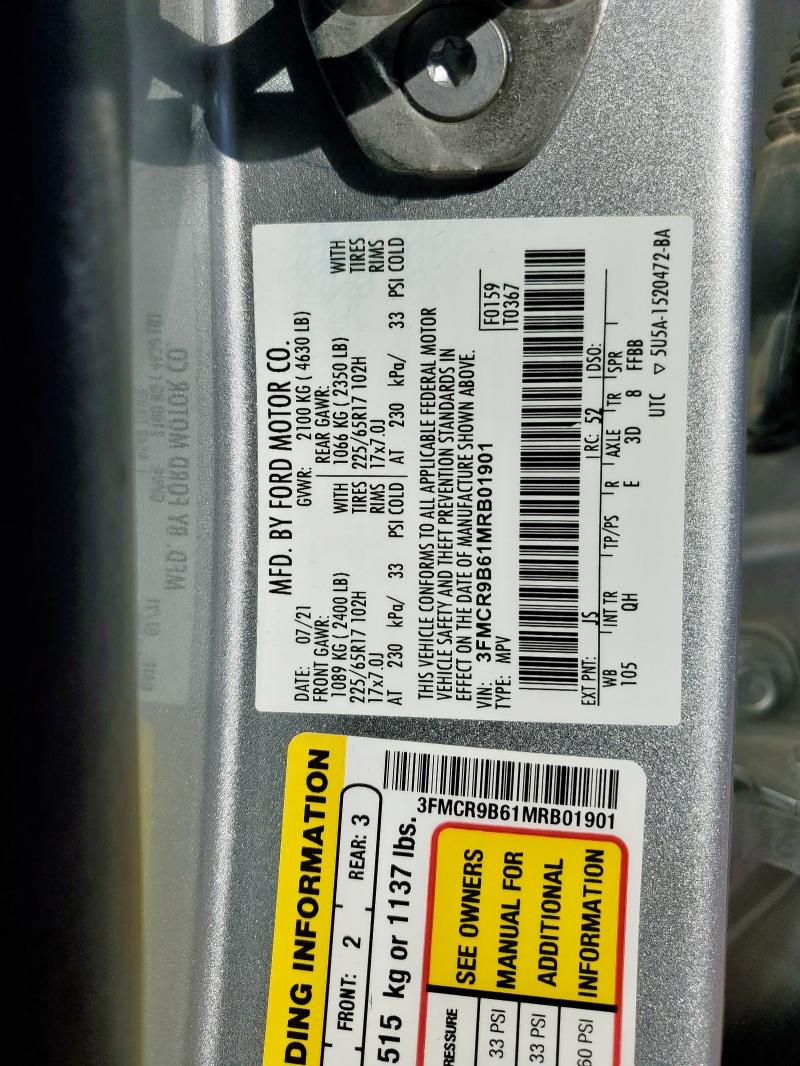 MFD. BY FORD MOTOR CO.
DATE: 07/21 GVWR: 2100 KG ( 4630 LB)
FRONT GAWR: REAR GAWR:
1089 KG ( 2400 LB) WITH 1066 KG ( 2350 LB) WITH
225/65R17 102H TIRES 225/65R17 102H TIRES
17x7.0J RIMS 17x7.0J RIMS
AT 230 kPa/ 33 PSI COLD AT 230 kPa/ 33 PSI COLD
THIS VEHICLE CONFORMS TO ALL APPLICABLE FEDERAL MOTOR
VEHICLE SAFETY AND THEFT PREVENTION STANDARDS IN
EFFECT ON THE DATE OF MANUFACTURE SHOWN ABOVE.
VIN: 3FMCR9B61MRB01901 F0159
TYPE: MPV T0367
EXT PNT: JS RC: 52 DSO:
WB INT TR TP/PS R AXLE TR SPR
105 QH E 3D 8 FFBB
UTC ▽ 5U5A-1520472-BA
DING INFORMATION
FRONT: 2 REAR: 3
515 kg or 1137 lbs.
3FMCR9B61MRB01901
RESSURE
33 PSI
33 PSI
60 PSI
SEE OWNERS
MANUAL FOR
ADDITIONAL
INFORMATION